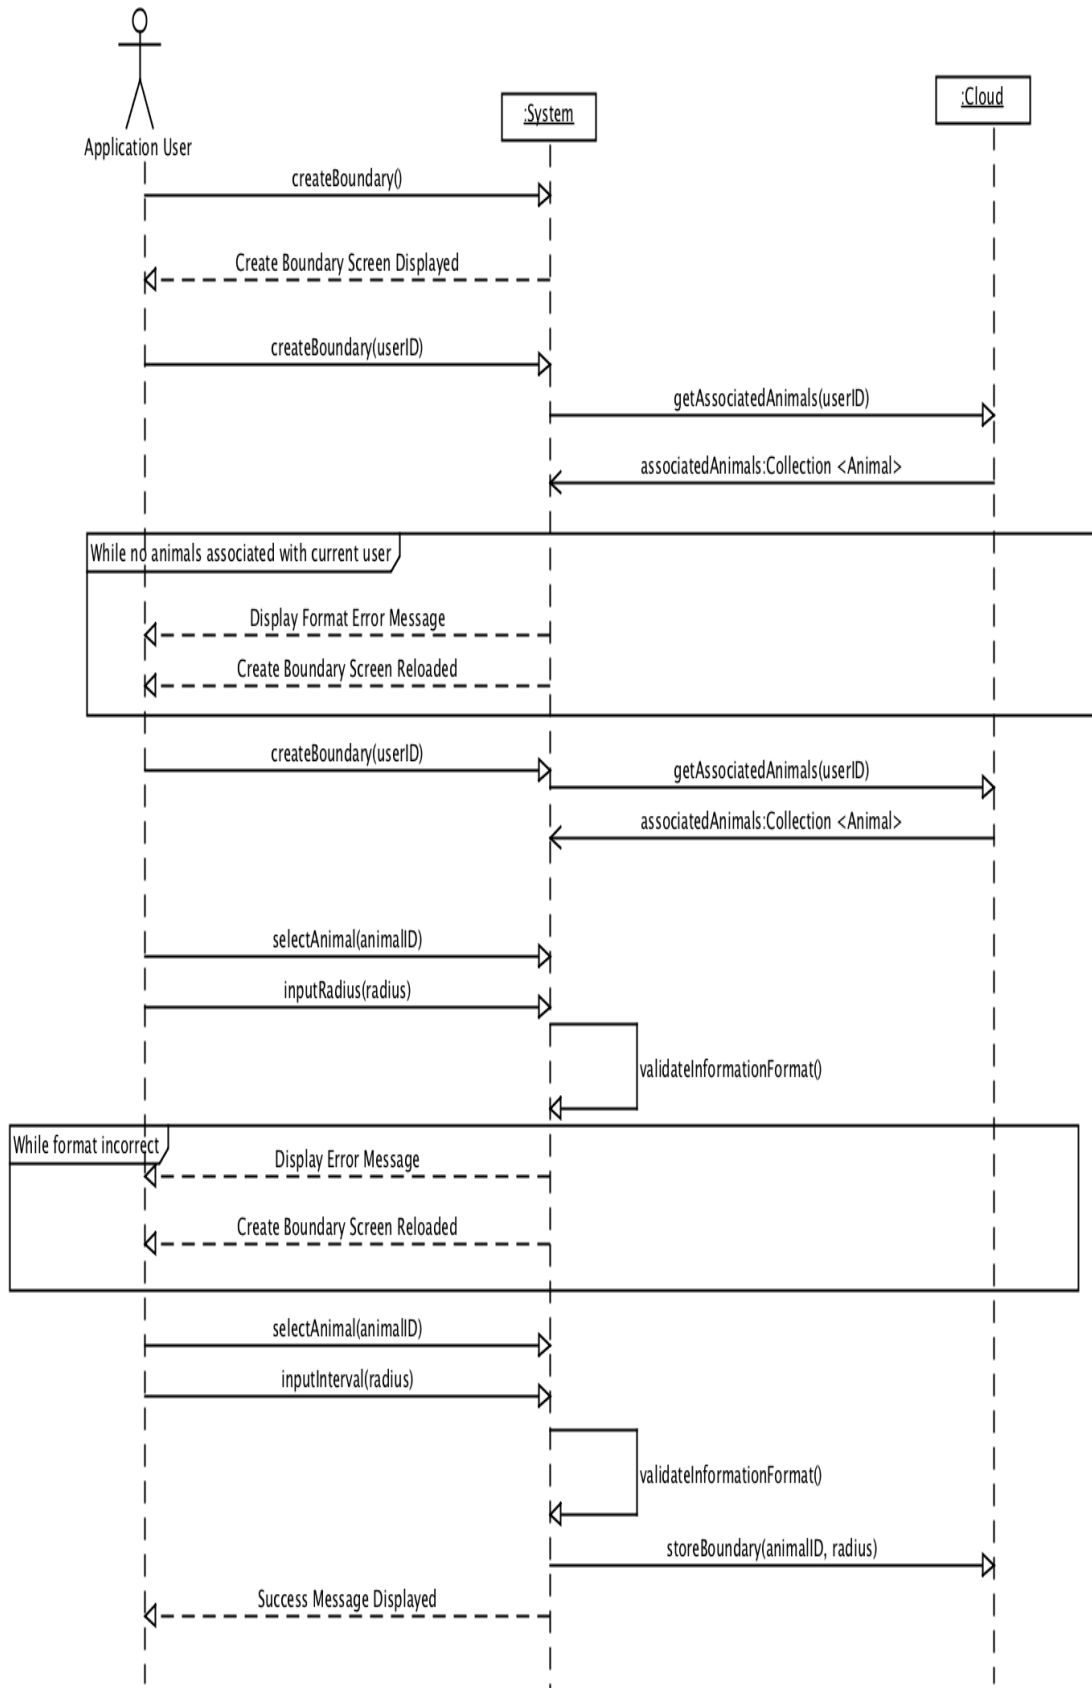 :Cloud
:System
Application User
createBoundary()
Create Boundary Screen Displayed
createBoundary(userID)
getAssociatedAnimals(userID)
associatedAnimals:Collection <Animal>
While no animals associated with current user
Display Format Error Message
Create Boundary Screen Reloaded
createBoundary(userID)
getAssociatedAnimals(userID)
associatedAnimals:Collection <Animal>
selectAnimal(animalID)
inputRadius(radius)
validateInformationFormat()
While format incorrect
Display Error Message
Create Boundary Screen Reloaded
selectAnimal(animalID)
inputInterval(radius)
validateInformationFormat()
storeBoundary(animalID, radius)
Success Message Displayed